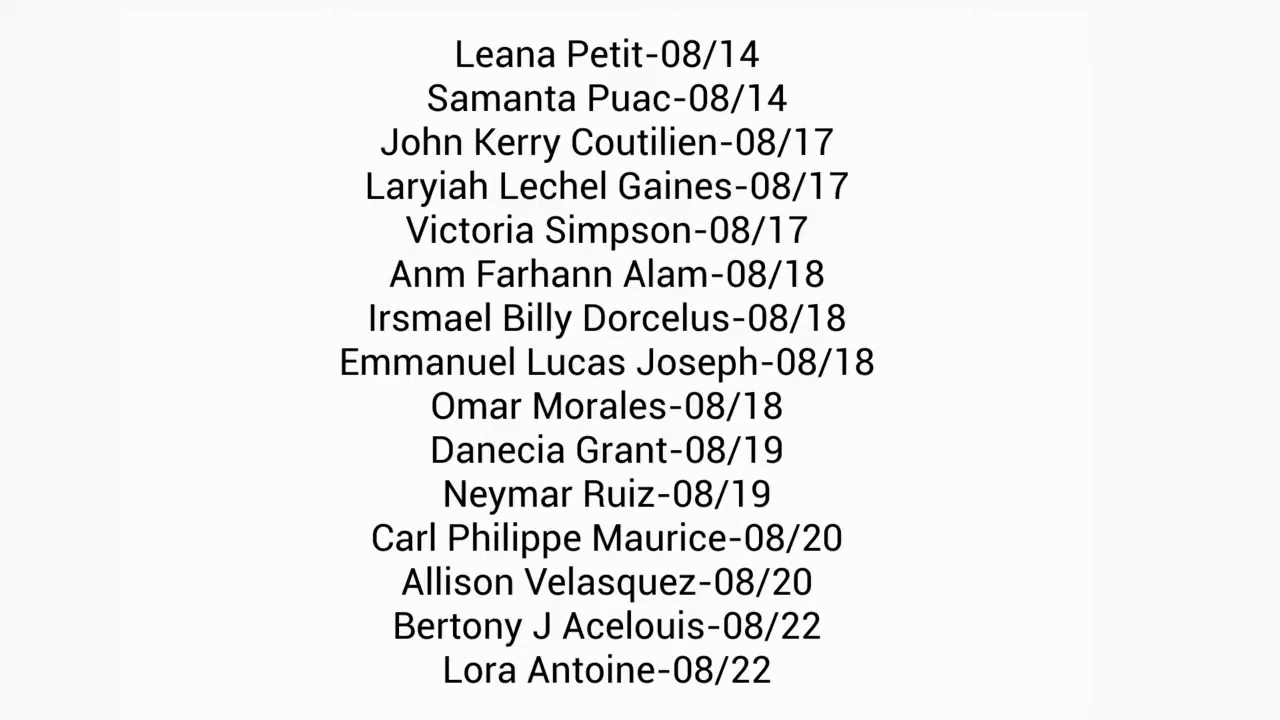 Leana Petit-08/14
Samanta Puac-08/14
John Kerry Coutilien-08/17
Laryiah Lechel Gaines-08/17
Victoria Simpson-08/17
Anm Farhann Alam-08/18
Irsmael Billy Dorcelus-08/18
Emmanuel Lucas Joseph-08/18
Omar Morales-08/18
Danecia Grant-08/19
Neymar Ruiz-08/19
Carl Philippe Maurice-08/20
Allison Velasquez-08/20
Bertony J Acelouis-08/22
Lora Antoine-08/22